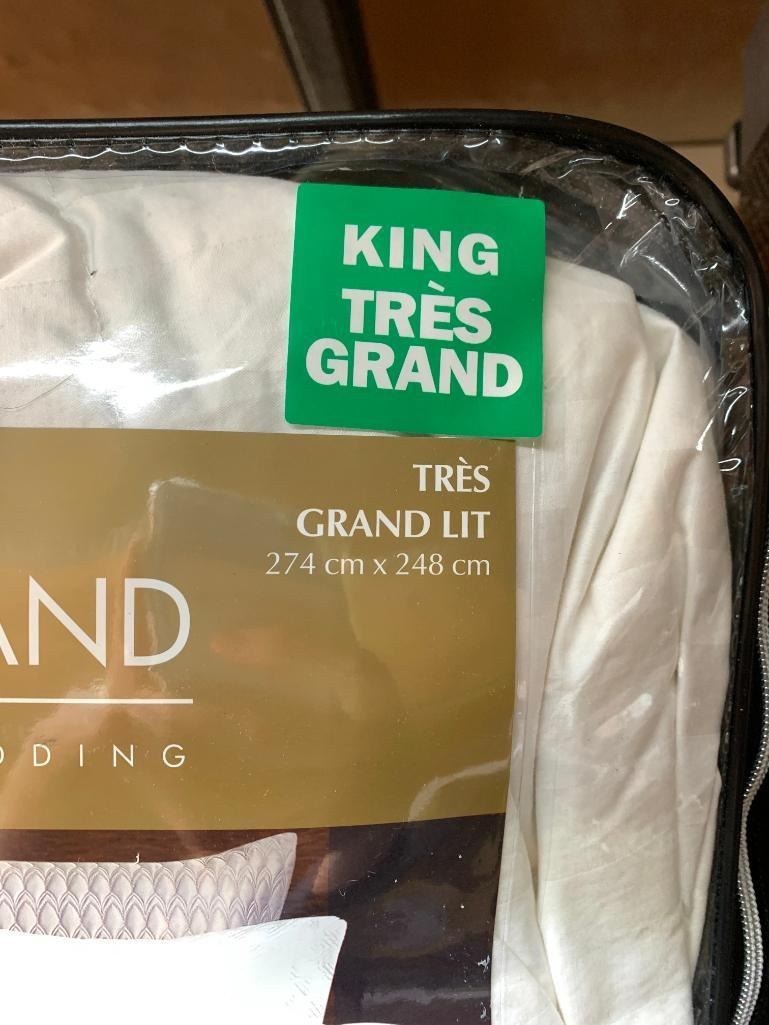 KING
TRÈS
GRAND
TRÈS
GRAND LIT
274 cm x 248 cm
AND
DDING